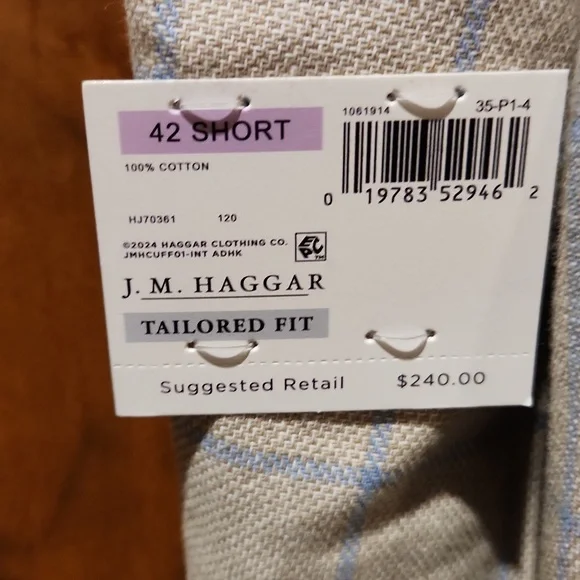 42 SHORT
1061914
35-P1-4
100% COTTON
0 19783 52946 2
HJ70361 120
©2024 HAGGAR CLOTHING CO.
JMHCUFF01-INT ADHK
EPC™
J. M. HAGGAR
TAILORED FIT
Suggested Retail $240.00